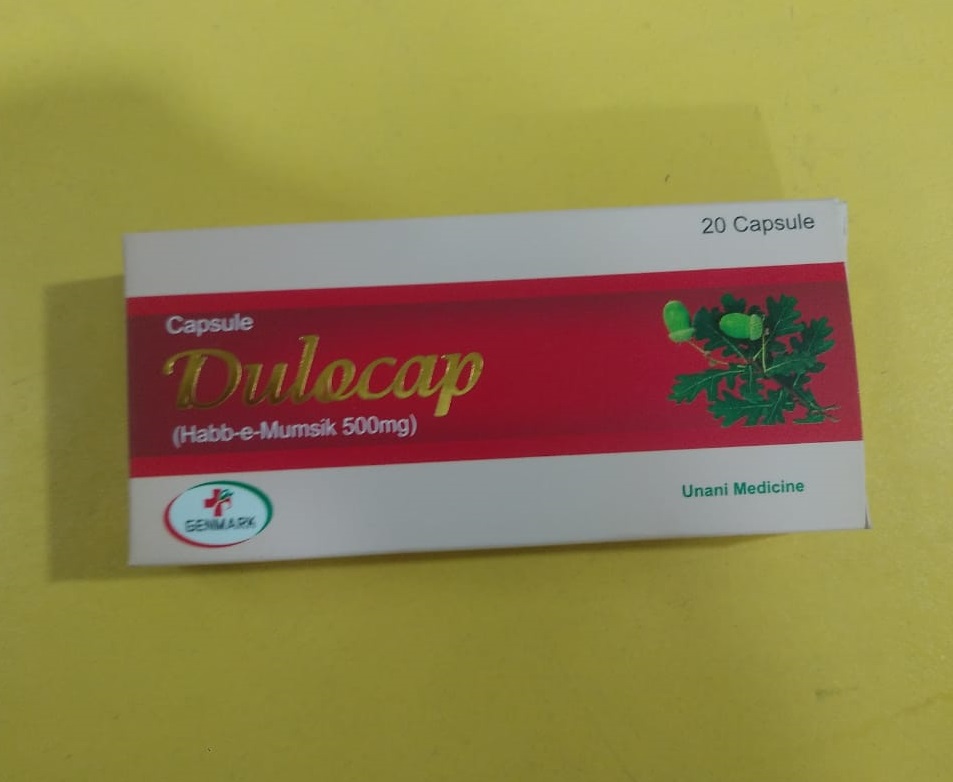 20 Capsule
Capsule
Dulocap
(Habb-e-Mumsik 500mg)
GENMARK
Unani Medicine